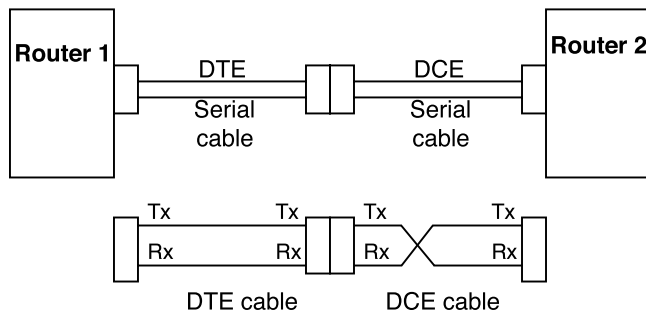 Router 1
DTE
DCE
Router 2
Serial
cable
Serial
cable
Tx
Tx
Tx
Tx
Rx
Rx
Rx
Rx
DTE cable
DCE cable